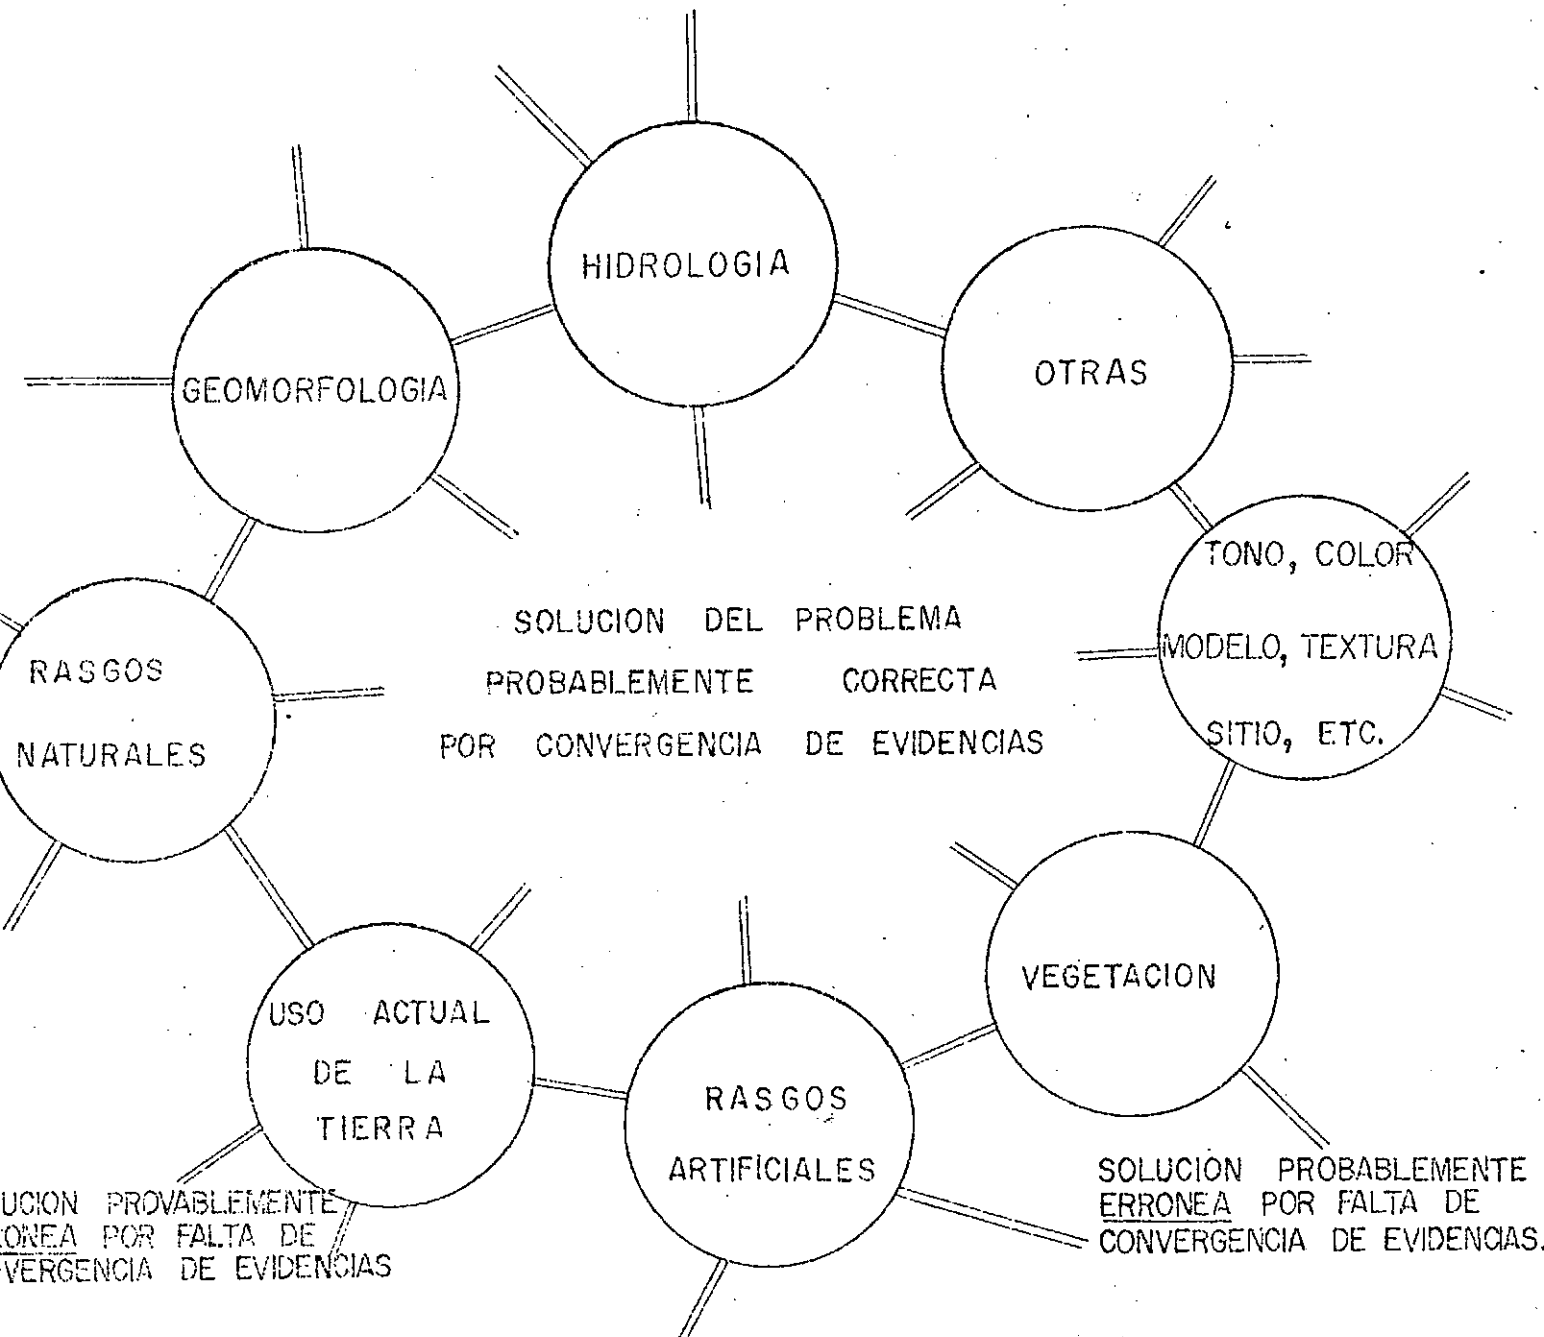 HIDROLOGIA
OTRAS
GEOMORFOLOGIA
TONO, COLOR
MODELO, TEXTURA
SITIO, ETC.
SOLUCION DEL PROBLEMA
PROBABLEMENTE CORRECTA
POR CONVERGENCIA DE EVIDENCIAS
RASGOS
NATURALES
VEGETACION
USO ACTUAL
DE LA
TIERRA
RASGOS
ARTIFICIALES
UCION PROVABLEMENTE
ONEA POR FALTA DE
VERGENCIA DE EVIDENCIAS
SOLUCION PROBABLEMENTE
ERRONEA POR FALTA DE
CONVERGENCIA DE EVIDENCIAS.